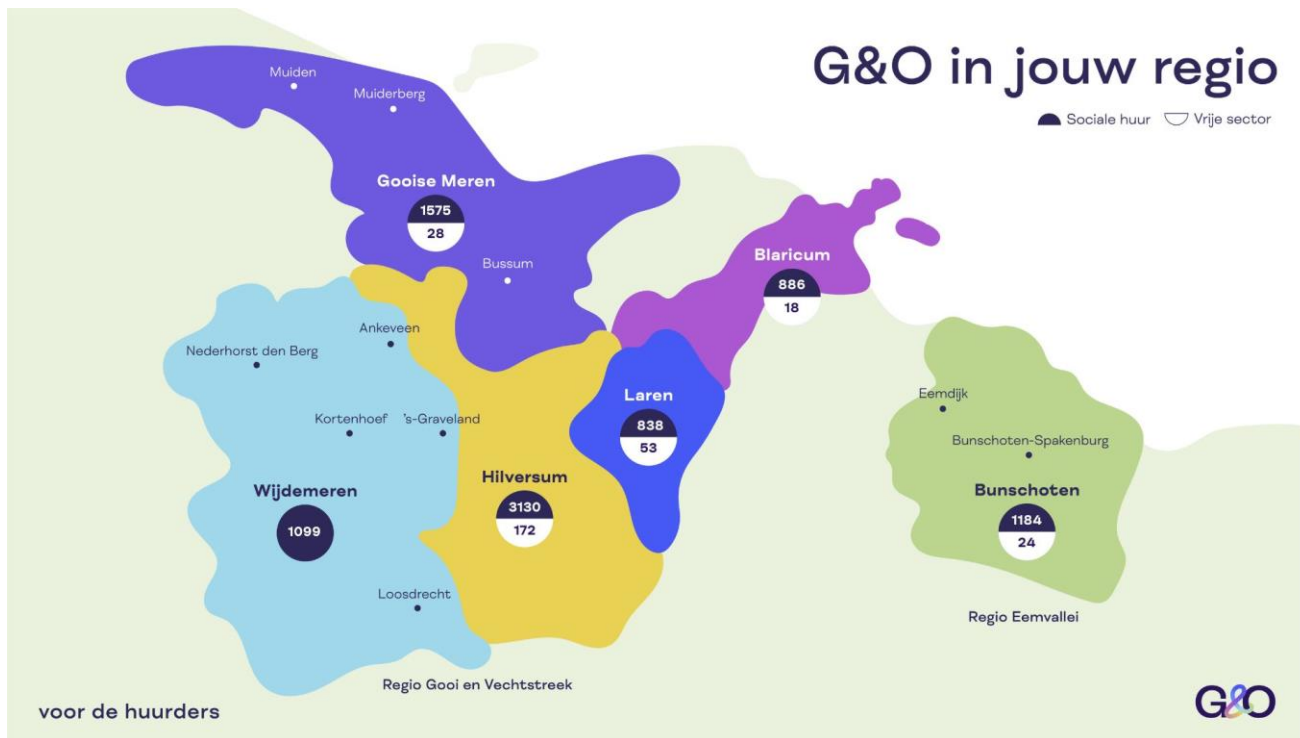 G&O in jouw regio
Sociale huur Vrije sector
Muiden
Muiderberg
Gooise Meren
1575
28
Bussum
Blaricum
886
18
Ankeveen
Nederhorst den Berg
Kortenhoef 's-Graveland
Laren
838
53
Eemdijk
Bunschoten-Spakenburg
Wijdemeren
1099
Hilversum
3130
172
Bunschoten
1184
24
Loosdrecht
Regio Eemvallei
Regio Gooi en Vechtstreek
voor de huurders
G&O